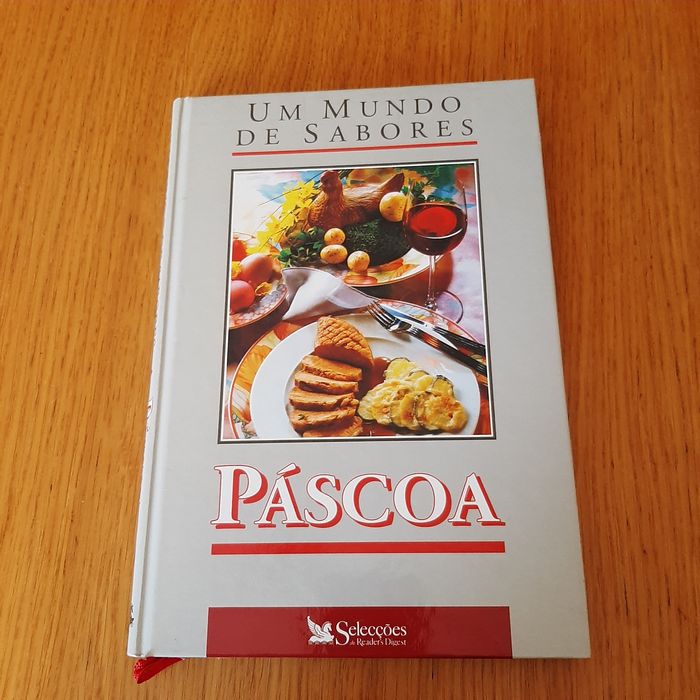 UM MUNDO
DE SABORES
PÁSCOA
Selecções
do Reader's Digest